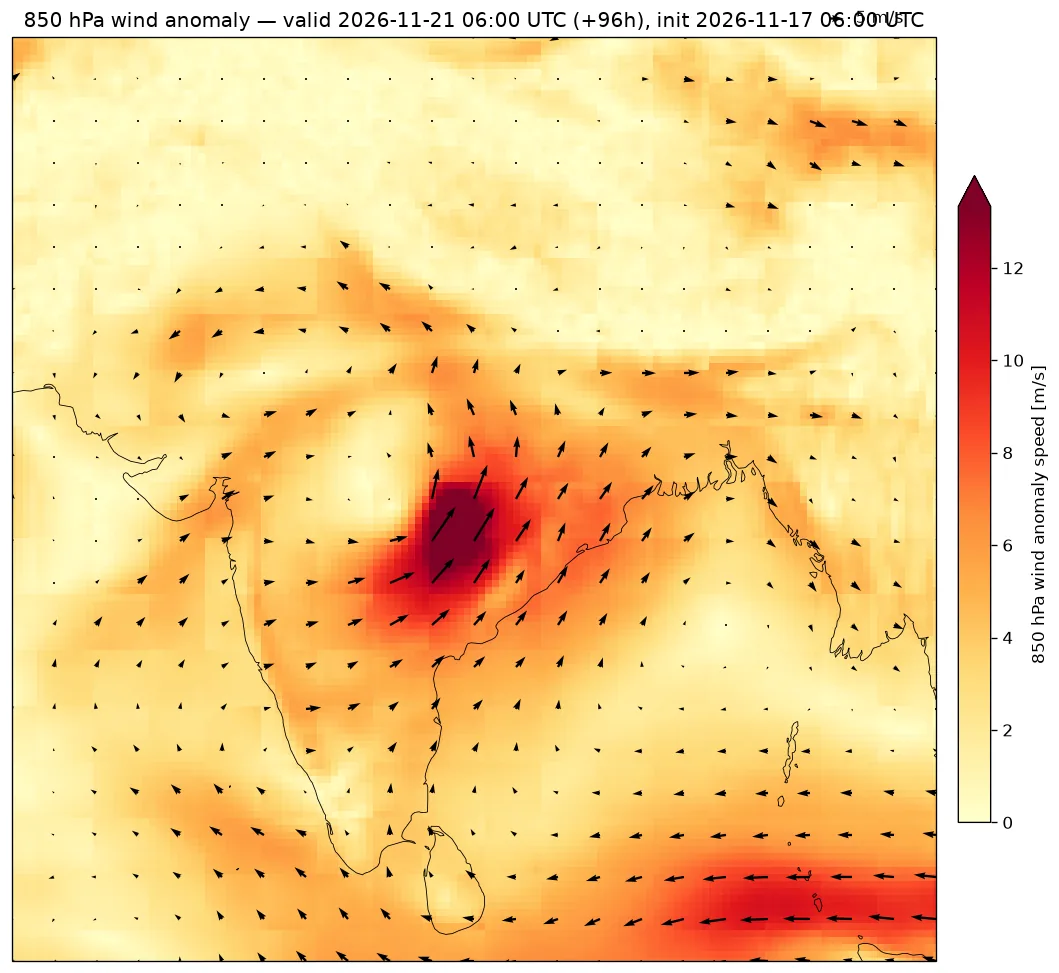 850 hPa wind anomaly — valid 2026-11-21 06:00 UTC (+96h), init 2026-11-17 06:00 UTC
5 m/s
12
10
8
6
4
2
0
850 hPa wind anomaly speed [m/s]